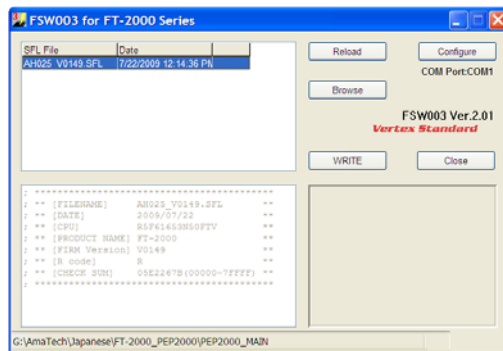 FSW003 for FT-2000 Series
SFL File Date
AH025_V0149.SFL 7/22/2009 12:14:36 PM
Reload
Configure
COM Port:COM1
Browse
FSW003 Ver.2.01
Vertex Standard
WRITE
Close
; *****************************************
; ** [FILENAME] AH025_V0149.SFL **
; ** [DATE] 2009/07/22 **
; ** [CPU] R5F61653N50FTV **
; ** [PRODUCT NAME] FT-2000 **
; ** [FIRM Version] V0149 **
; ** [R code] R **
; ** [CHECK SUM] 05E2267B(00000-7FFFF) **
; *****************************************
G:\AmaTech\Japanese\FT-2000_PEP2000\PEP2000_MAIN